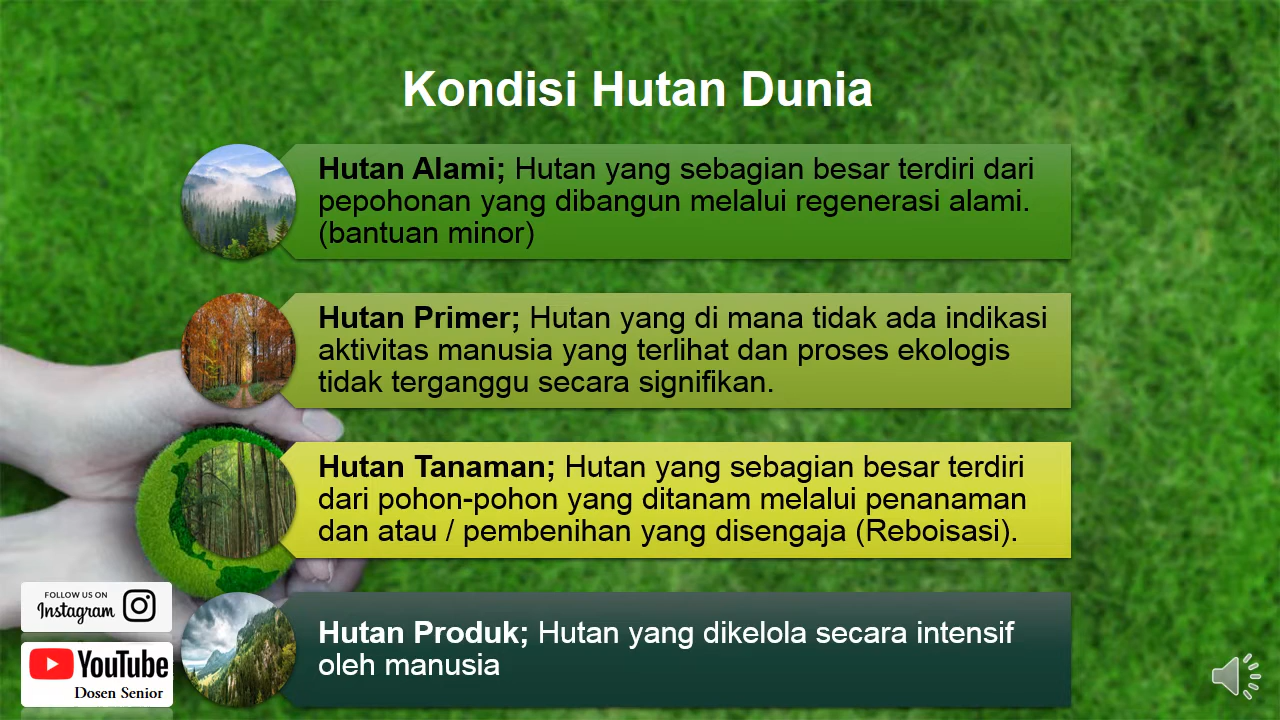 Kondisi Hutan Dunia
Hutan Alami; Hutan yang sebagian besar terdiri dari
pepohonan yang dibangun melalui regenerasi alami.
(bantuan minor)
Hutan Primer; Hutan yang di mana tidak ada indikasi
aktivitas manusia yang terlihat dan proses ekologis
tidak terganggu secara signifikan.
Hutan Tanaman; Hutan yang sebagian besar terdiri
dari pohon-pohon yang ditanam melalui penanaman
dan atau / pembenihan yang disengaja (Reboisasi).
Hutan Produk; Hutan yang dikelola secara intensif
oleh manusia
FOLLOW US ON
Instagram
YouTube
Dosen Senior